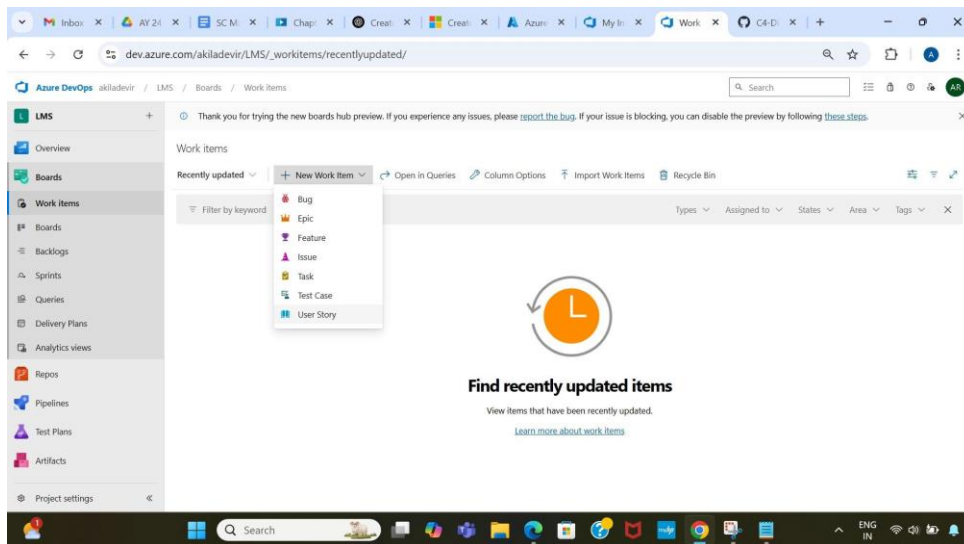 Inbox
AY 24
SC M
Chap
Creat
Creat
Azure
My In
Work
C4-Di
dev.azure.com/akiladevir/LMS/_workitems/recentlyupdated/
A
Azure DevOps akiladevir / LMS / Boards / Work items
Search
AR
L LMS
Thank you for trying the new boards hub preview. If you experience any issues, please report the bug. If your issue is blocking, you can disable the preview by following these steps.
Overview
Boards
Work items
Boards
Backlogs
Sprints
Queries
Delivery Plans
Analytics views
Repos
Pipelines
Test Plans
Artifacts
Project settings
Work items
Recently updated
New Work Item
Open in Queries
Column Options
Import Work Items
Recycle Bin
Filter by keyword
Types
Assigned to
States
Area
Tags
Bug
Epic
Feature
Issue
Task
Test Case
User Story
Find recently updated items
View items that have been recently updated.
Learn more about work items
Search
ENG
IN